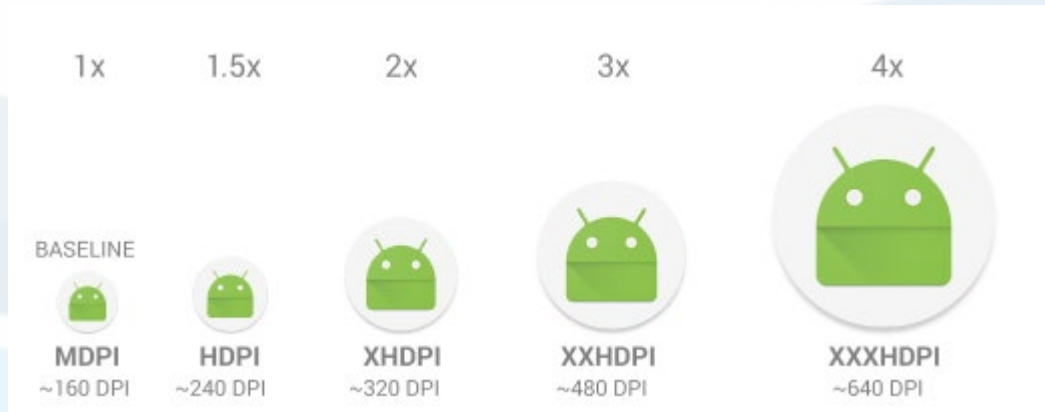 1x 1.5x 2x 3x 4x
BASELINE
MDPI HDPI XHDPI XXHDPI XXXHDPI
~160 DPI ~240 DPI ~320 DPI ~480 DPI ~640 DPI